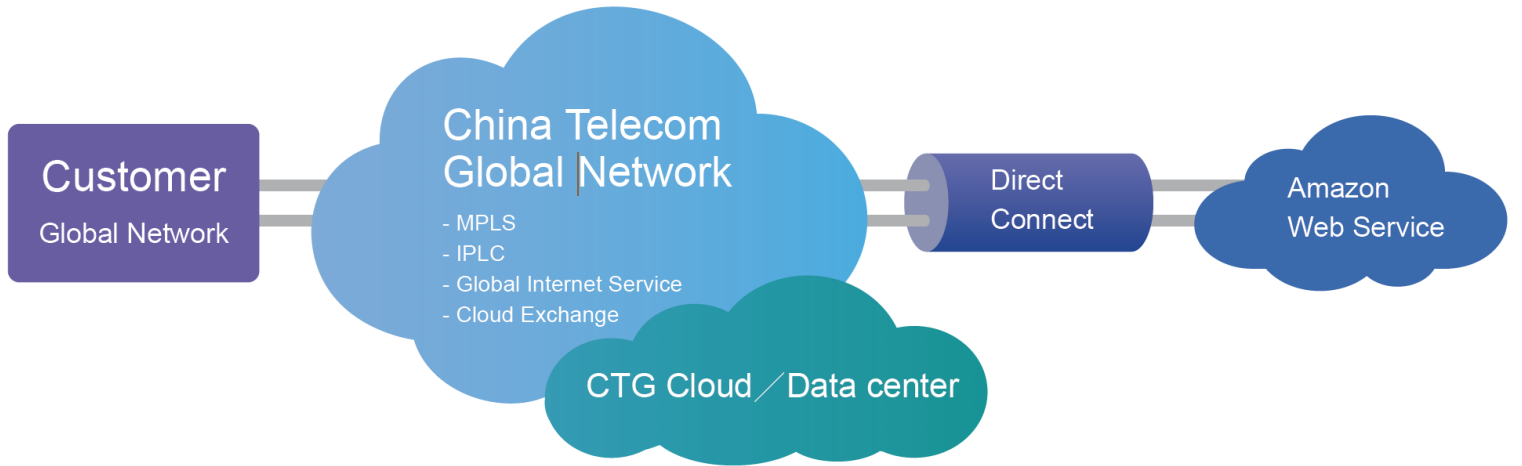 Customer
Global Network
China Telecom
Global Network
- MPLS
- IPLC
- Global Internet Service
- Cloud Exchange
CTG Cloud／Data center
Direct
Connect
Amazon
Web Service